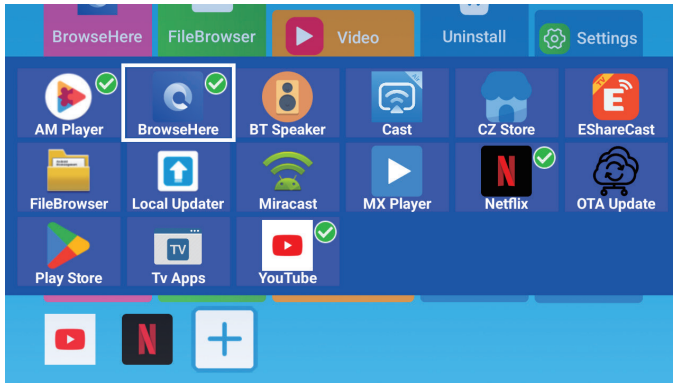 BrowseHere FileBrowser Video Uninstall Settings
AM Player BrowseHere BT Speaker Cast CZ Store EShareCast
FileBrowser Local Updater Miracast MX Player Netflix OTA Update
TV
Play Store Tv Apps YouTube